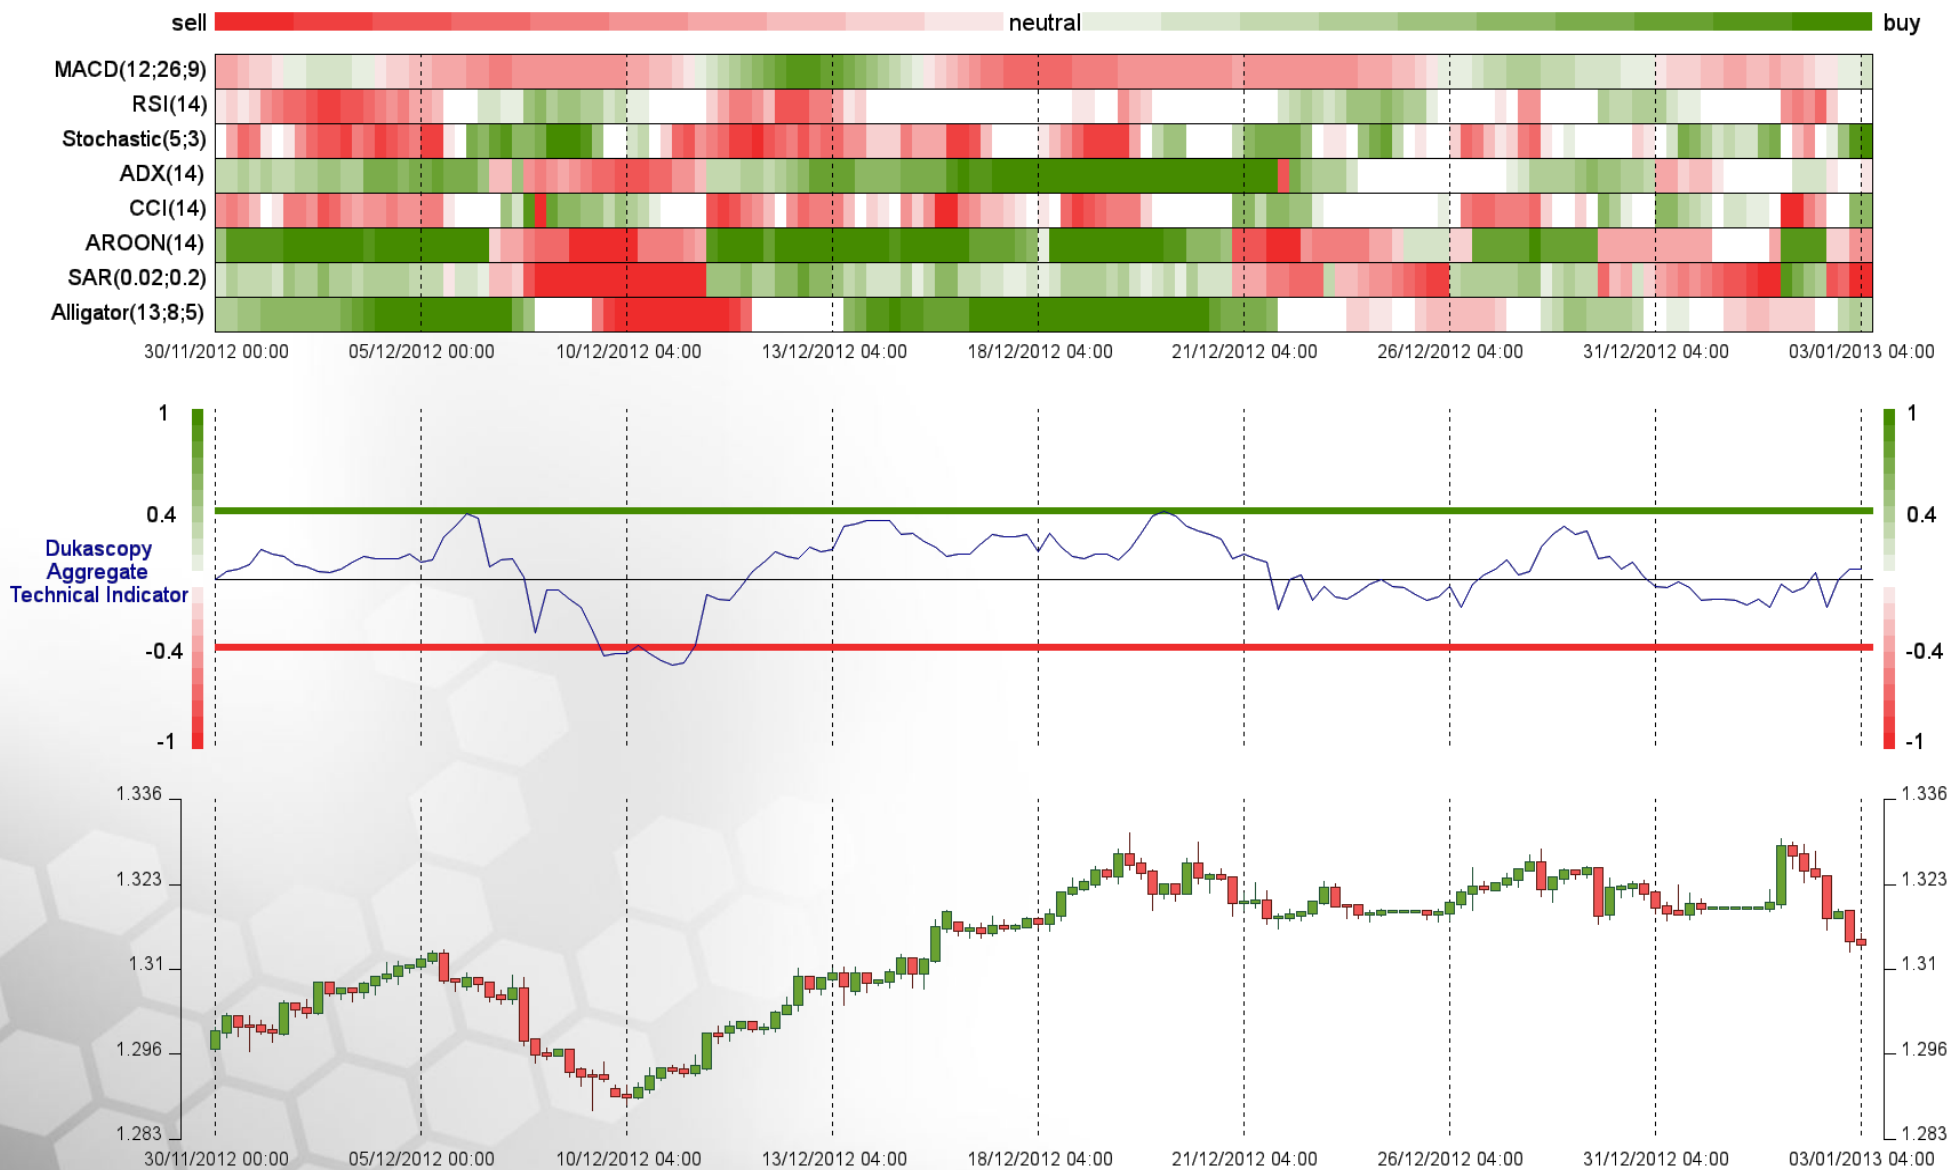 sell neutral buy
MACD(12;26;9)
RSI(14)
Stochastic(5;3)
ADX(14)
CCI(14)
AROON(14)
SAR(0.02;0.2)
Alligator(13;8;5)
30/11/2012 00:00 05/12/2012 00:00 10/12/2012 04:00 13/12/2012 04:00 18/12/2012 04:00 21/12/2012 04:00 26/12/2012 04:00 31/12/2012 04:00 03/01/2013 04:00
1 1
0.4 0.4
Dukascopy
Aggregate
Technical Indicator
-0.4 -0.4
-1 -1
1.336 1.336
1.323 1.323
1.31 1.31
1.296 1.296
1.283 1.283
30/11/2012 00:00 05/12/2012 00:00 10/12/2012 04:00 13/12/2012 04:00 18/12/2012 04:00 21/12/2012 04:00 26/12/2012 04:00 31/12/2012 04:00 03/01/2013 04:00